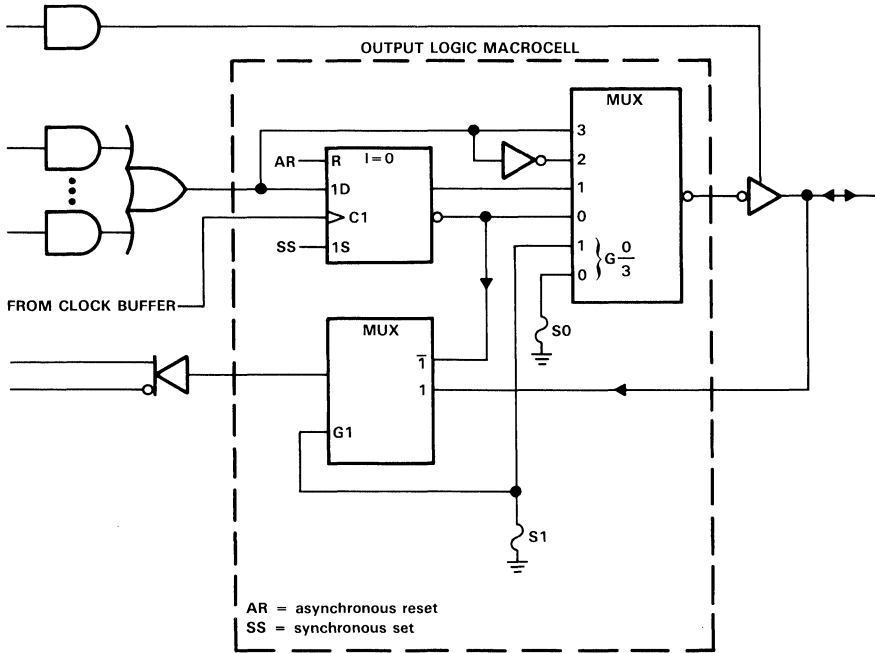 OUTPUT LOGIC MACROCELL
MUX
3
2
1
0
1
0
G 0/3
AR
R
I=0
1D
C1
SS
1S
FROM CLOCK BUFFER
S0
MUX
1̅
1
G1
S1
AR = asynchronous reset
SS = synchronous set